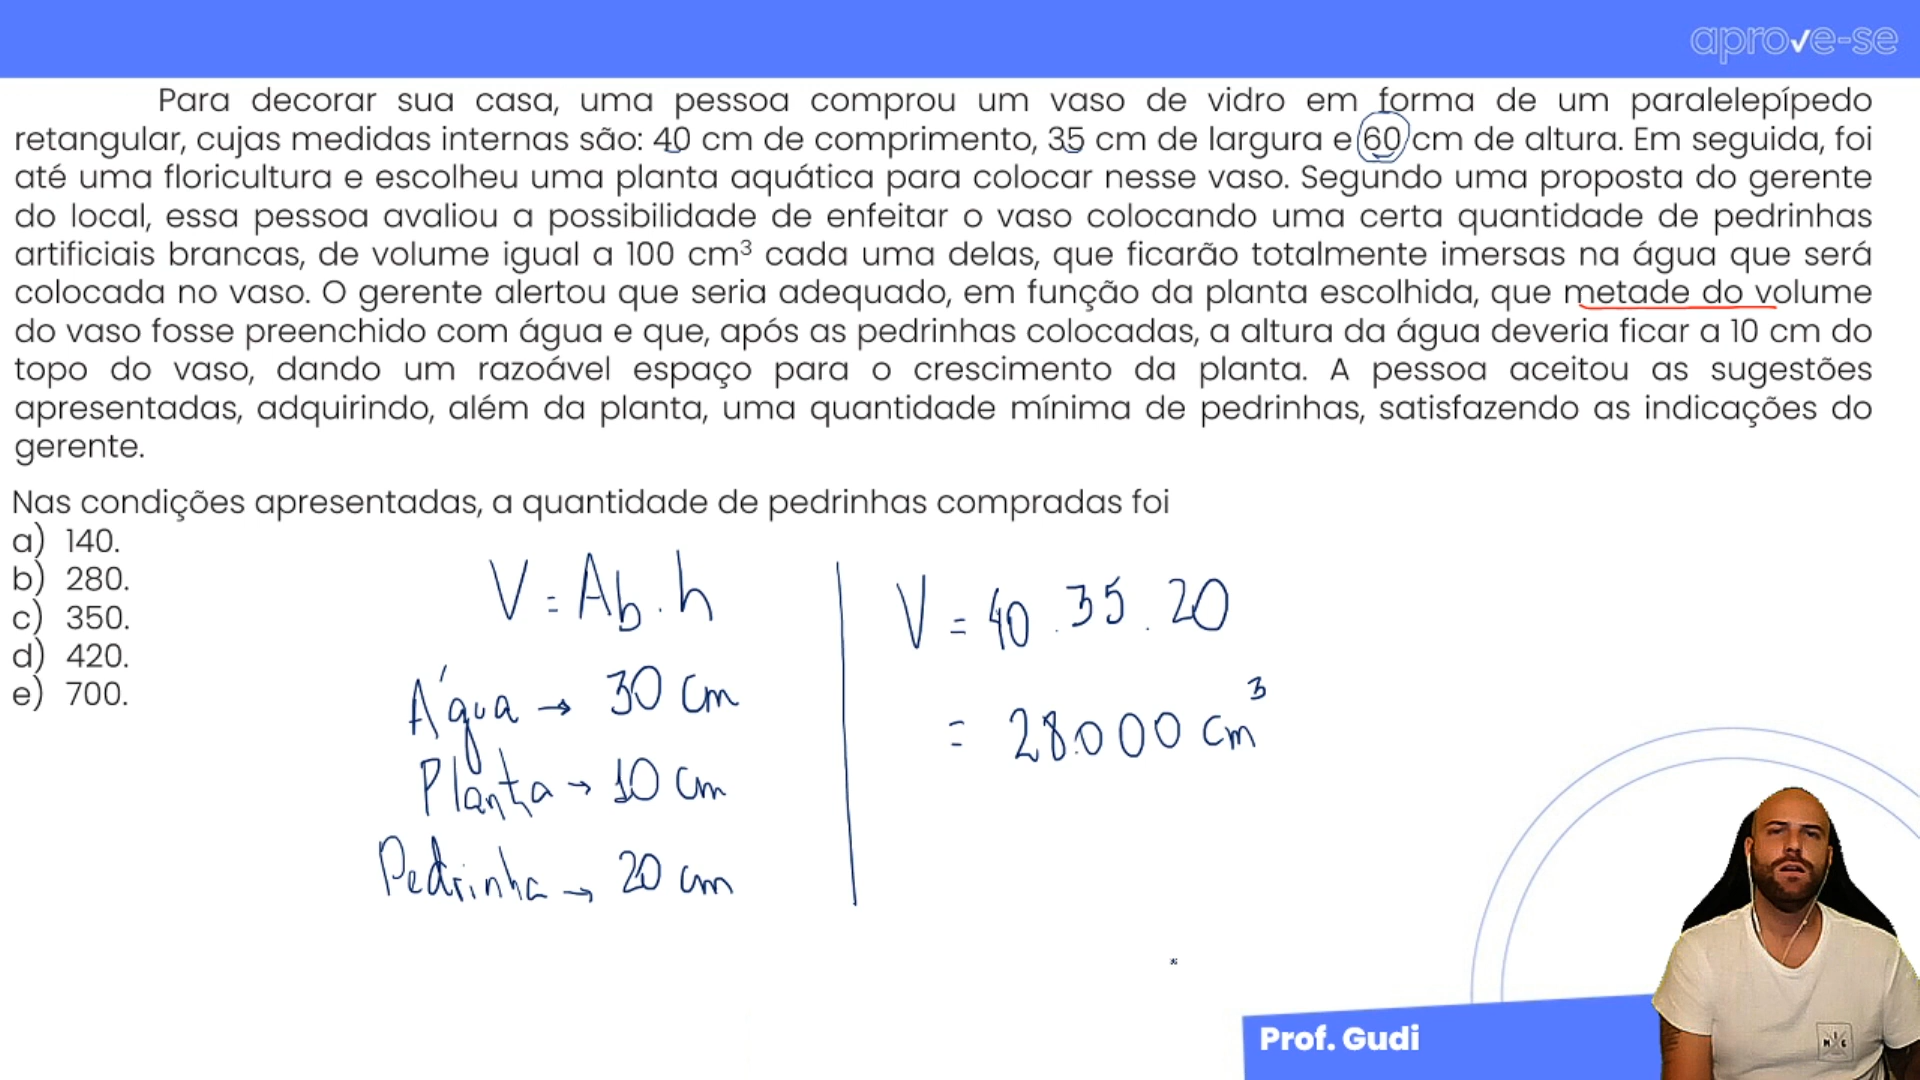 aprove-se
Para decorar sua casa, uma pessoa comprou um vaso de vidro em forma de um paralelepípedo
retangular, cujas medidas internas são: 40 cm de comprimento, 35 cm de largura e 60 cm de altura. Em seguida, foi
até uma floricultura e escolheu uma planta aquática para colocar nesse vaso. Segundo uma proposta do gerente
do local, essa pessoa avaliou a possibilidade de enfeitar o vaso colocando uma certa quantidade de pedrinhas
artificiais brancas, de volume igual a 100 cm³ cada uma delas, que ficarão totalmente imersas na água que será
colocada no vaso. O gerente alertou que seria adequado, em função da planta escolhida, que metade do volume
do vaso fosse preenchido com água e que, após as pedrinhas colocadas, a altura da água deveria ficar a 10 cm do
topo do vaso, dando um razoável espaço para o crescimento da planta. A pessoa aceitou as sugestões
apresentadas, adquirindo, além da planta, uma quantidade mínima de pedrinhas, satisfazendo as indicações do
gerente.
Nas condições apresentadas, a quantidade de pedrinhas compradas foi
a) 140.
b) 280.
c) 350.
d) 420.
e) 700.
V = Ab . h
Água → 30 cm
Planta → 10 cm
Pedrinha → 20 cm
V = 40 . 35 . 20
= 28.000 cm³
Prof. Gudi